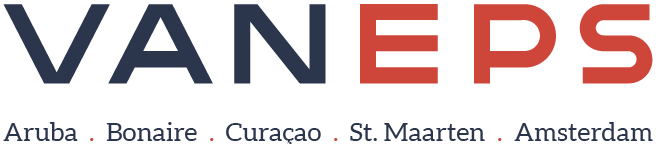 VANEPS
Aruba . Bonaire . Curaçao . St. Maarten . Amsterdam